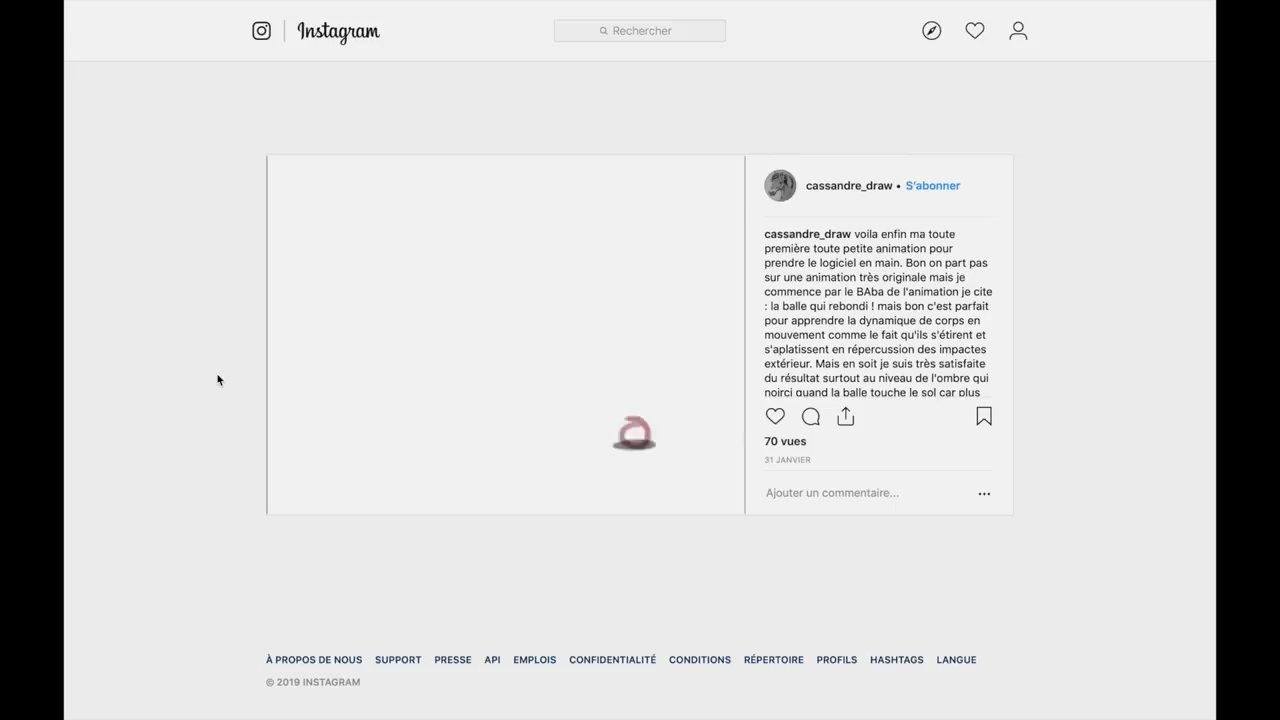 Instagram
Rechercher
cassandre_draw • S'abonner
cassandre_draw voila enfin ma toute
première toute petite animation pour
prendre le logiciel en main. Bon on part pas
sur une animation très originale mais je
commence par le BAba de l'animation je cite
: la balle qui rebondi ! mais bon c'est parfait
pour apprendre la dynamique de corps en
mouvement comme le fait qu'ils s'étirent et
s'aplatissent en répercussion des impactes
extérieur. Mais en soit je suis très satisfaite
du résultat surtout au niveau de l'ombre qui
noirci quand la balle touche le sol car plus
70 vues
31 JANVIER
Ajouter un commentaire...
À PROPOS DE NOUS SUPPORT PRESSE API EMPLOIS CONFIDENTIALITÉ CONDITIONS RÉPERTOIRE PROFILS HASHTAGS LANGUE
© 2019 INSTAGRAM